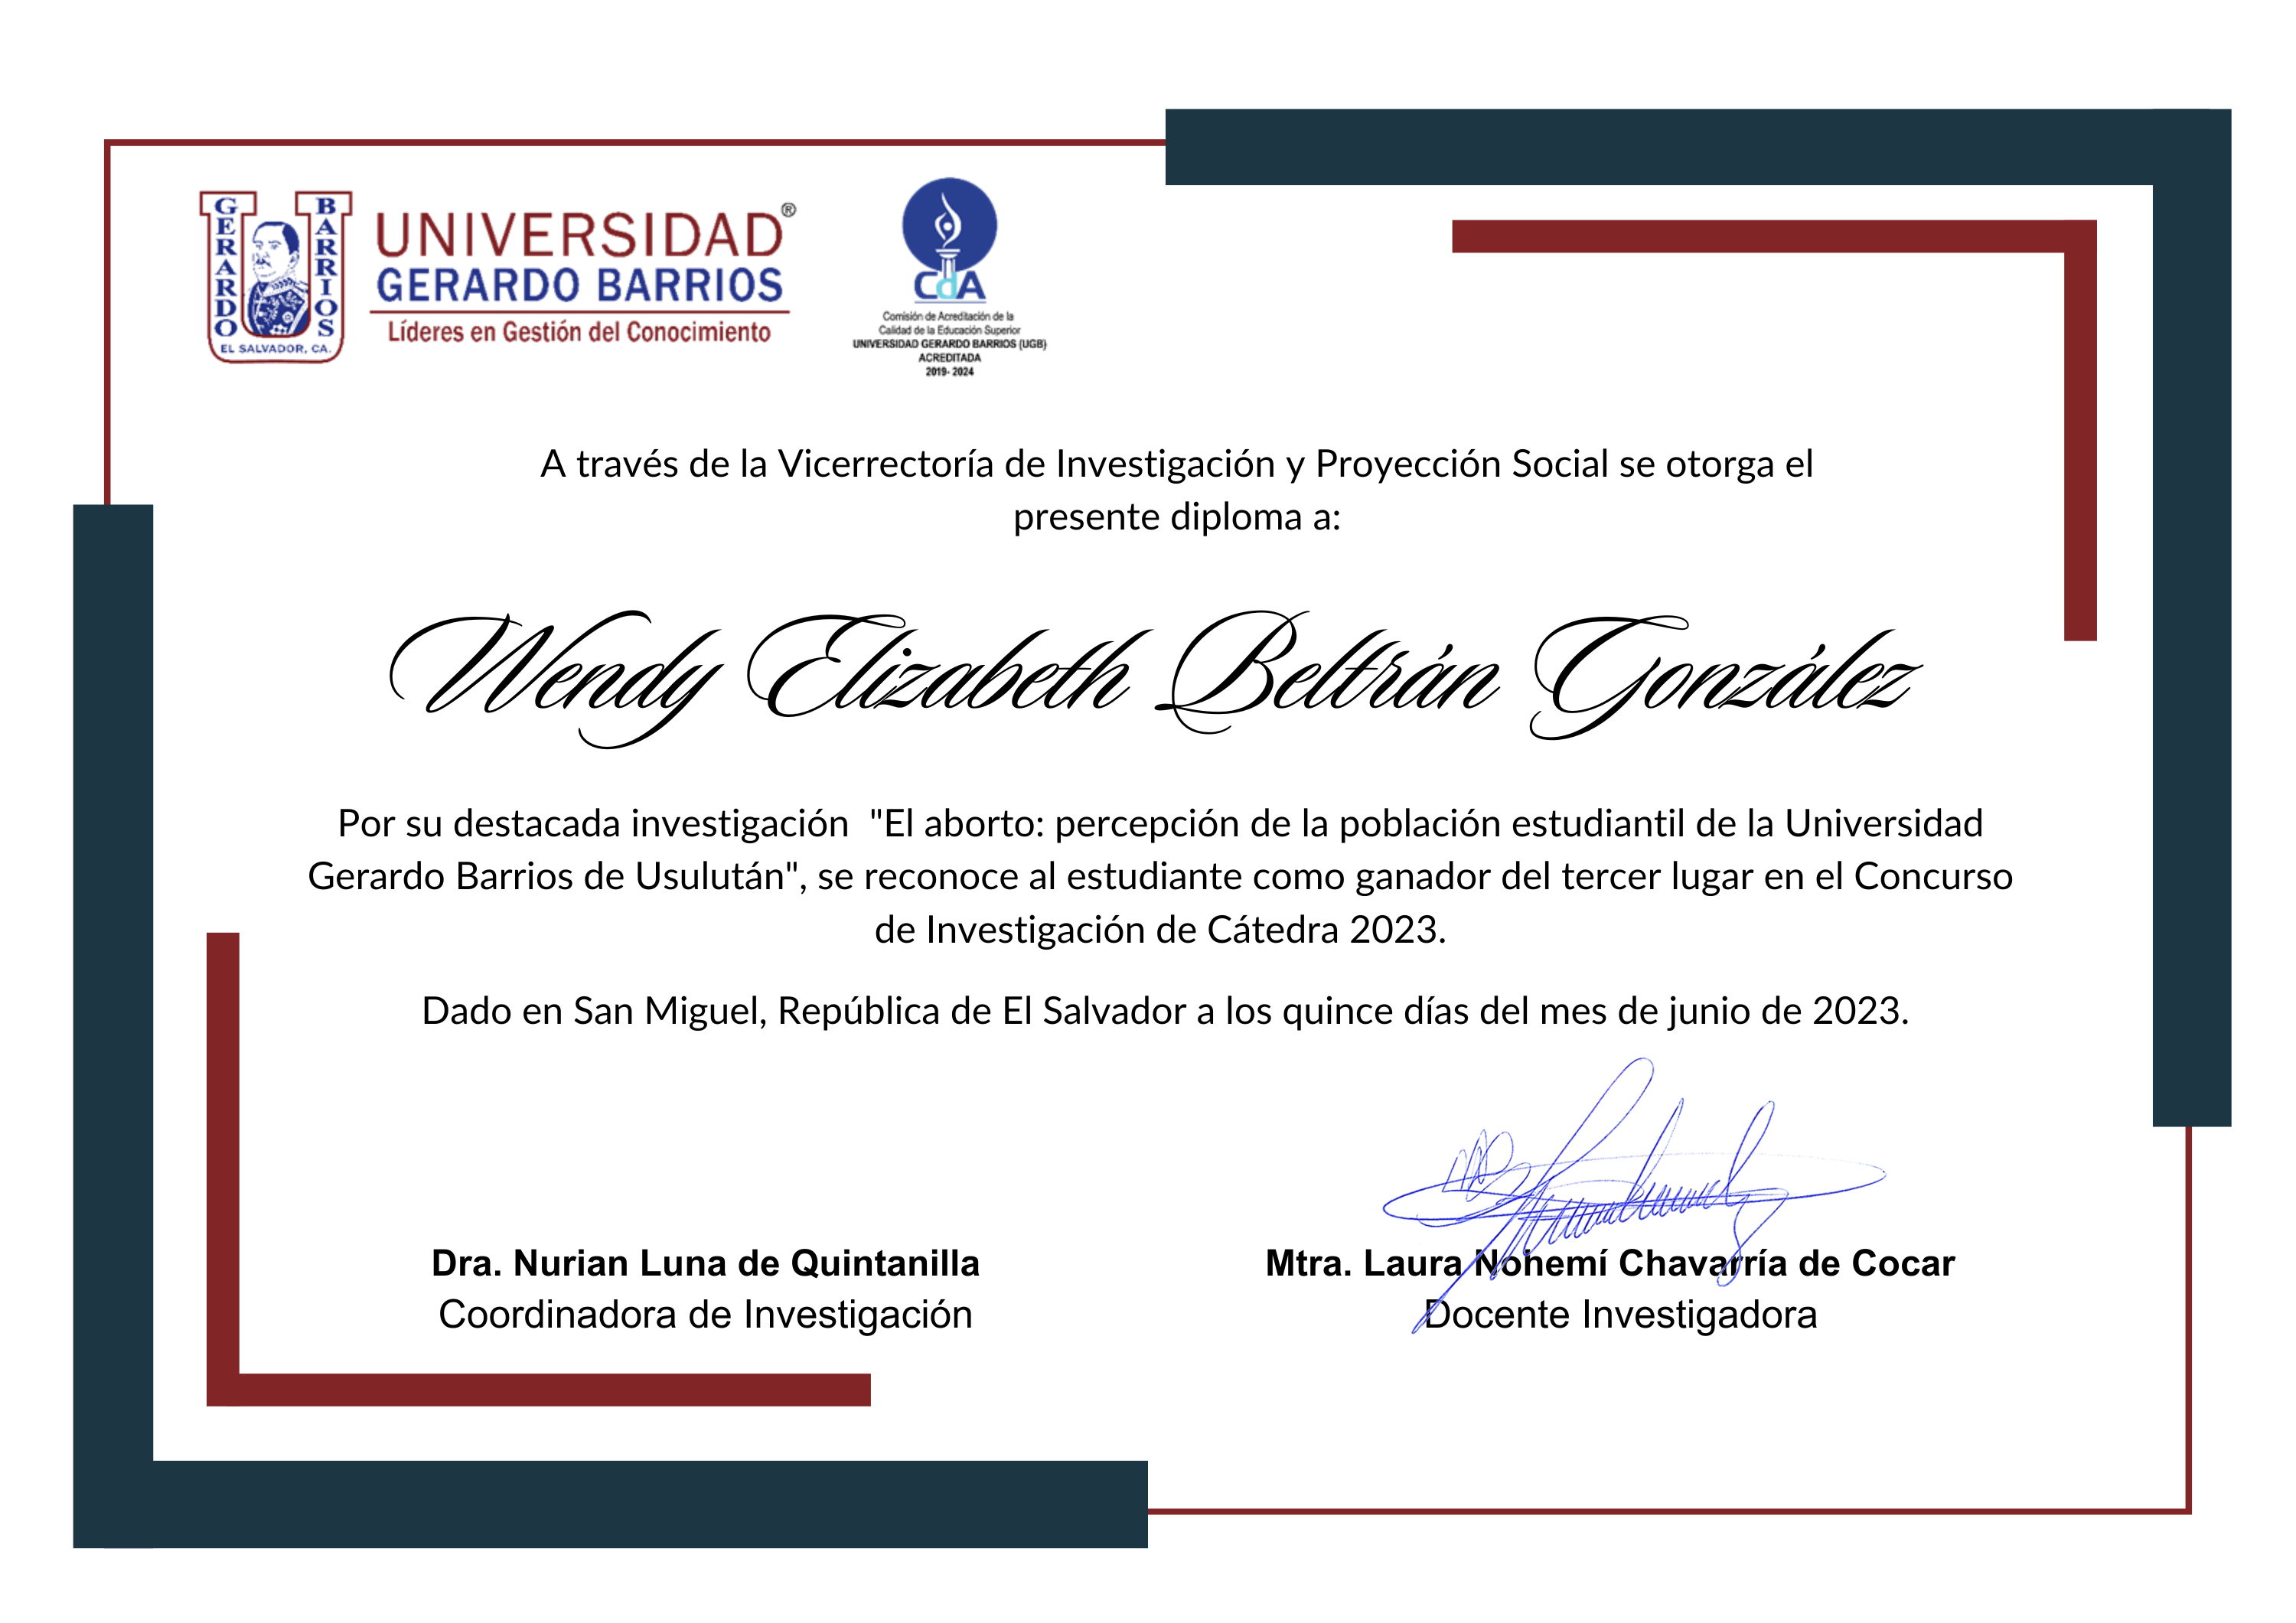 GERARDO
BARRIOS
EL SALVADOR, CA.
UNIVERSIDAD®
GERARDO BARRIOS
Líderes en Gestión del Conocimiento
CdA
Comisión de Acreditación de la
Calidad de la Educación Superior
UNIVERSIDAD GERARDO BARRIOS (UGB)
ACREDITADA
2019- 2024
A través de la Vicerrectoría de Investigación y Proyección Social se otorga el
presente diploma a:
Wendy Elizabeth Beltrán González
Por su destacada investigación "El aborto: percepción de la población estudiantil de la Universidad
Gerardo Barrios de Usulután", se reconoce al estudiante como ganador del tercer lugar en el Concurso
de Investigación de Cátedra 2023.
Dado en San Miguel, República de El Salvador a los quince días del mes de junio de 2023.
Dra. Nurian Luna de Quintanilla
Coordinadora de Investigación
Mtra. Laura Nohemí Chavarría de Cocar
Docente Investigadora